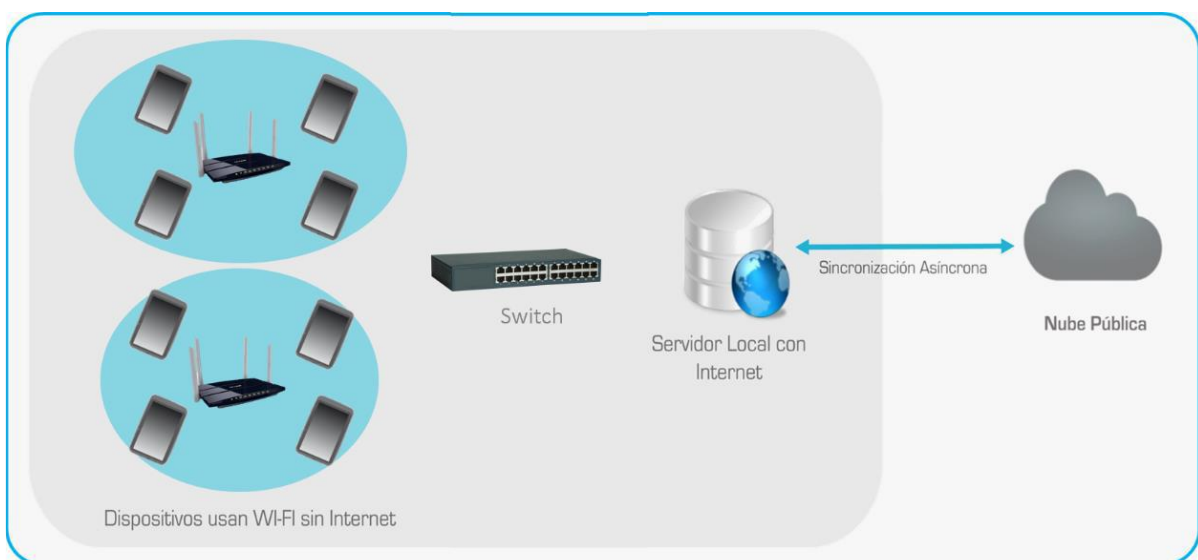 Switch
Servidor Local con
Internet
Sincronización Asíncrona
Nube Pública
Dispositivos usan WI-FI sin Internet